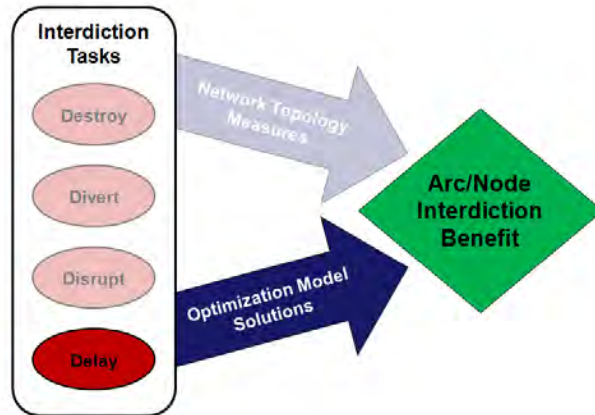 Interdiction
Tasks
Destroy
Divert
Disrupt
Delay
Network Topology
Measures
Optimization Model
Solutions
Arc/Node
Interdiction
Benefit